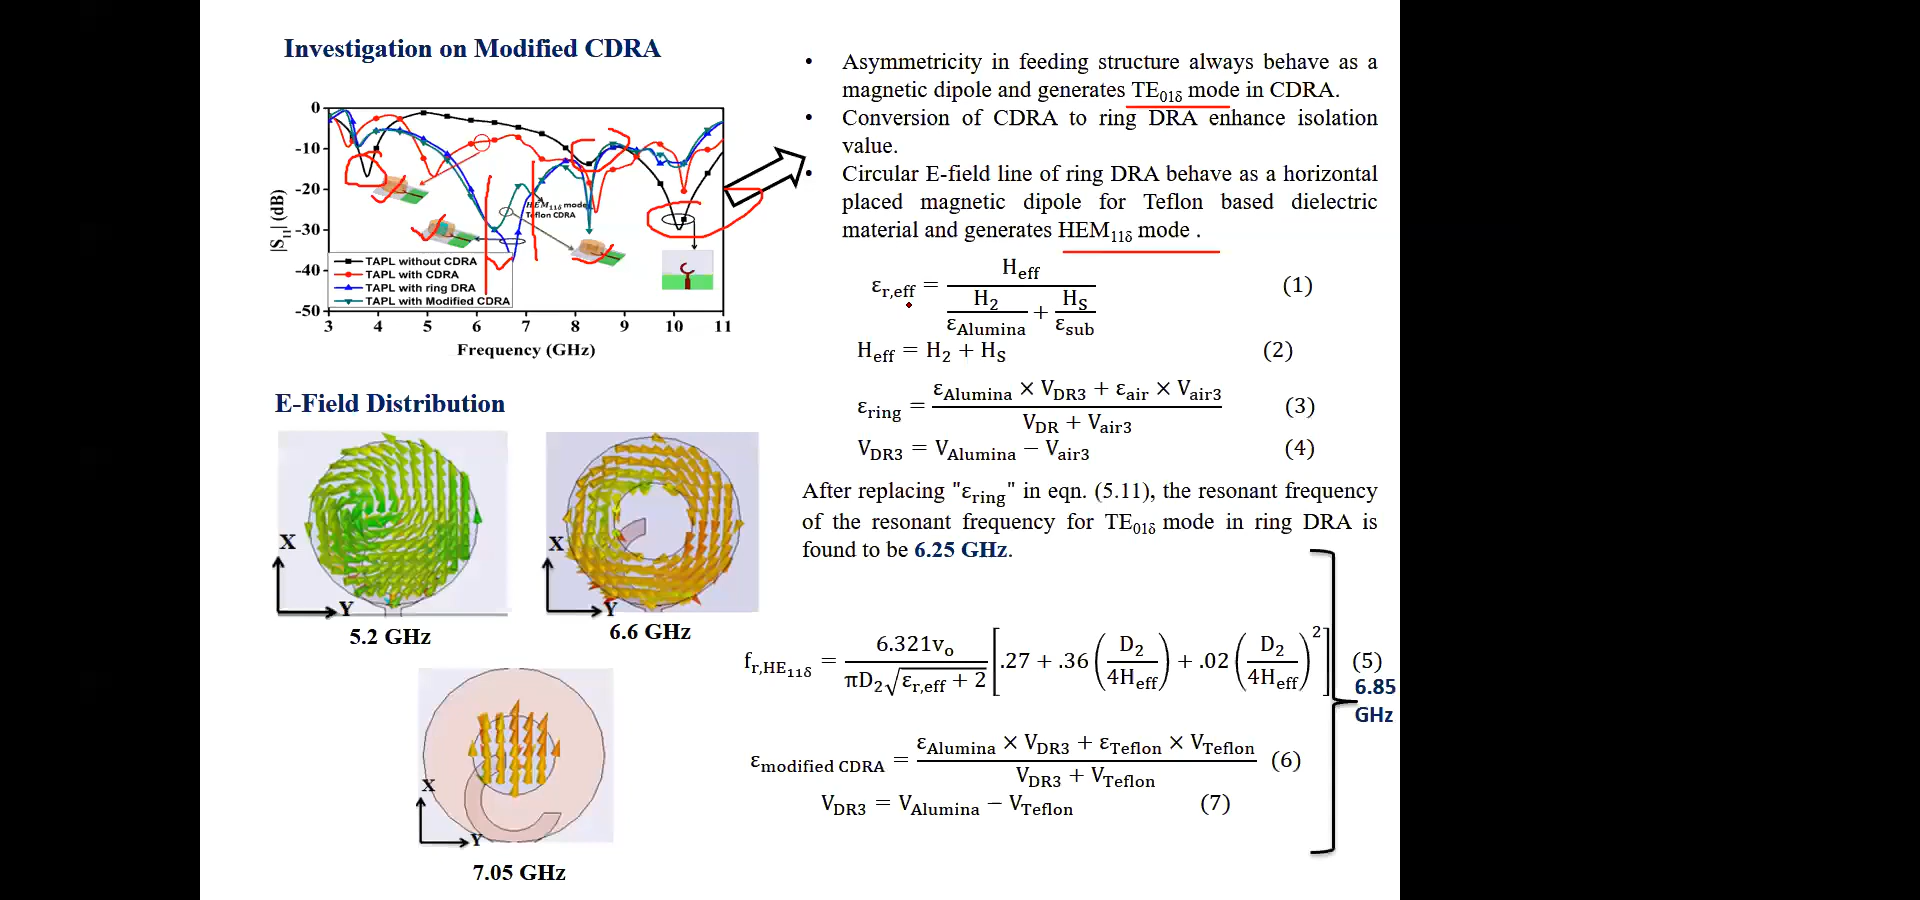 Investigation on Modified CDRA
0
-10
-20
-30
-40
-50
|S11| (dB)
HEM11δ mode
Teflon CDRA
TAPL without CDRA
TAPL with CDRA
TAPL with ring DRA
TAPL with Modified CDRA
3 4 5 6 7 8 9 10 11
Frequency (GHz)
E-Field Distribution
X
Y
5.2 GHz
X
Y
6.6 GHz
X
Y
7.05 GHz
• Asymmetricity in feeding structure always behave as a
magnetic dipole and generates TE01δ mode in CDRA.
• Conversion of CDRA to ring DRA enhance isolation
value.
• Circular E-field line of ring DRA behave as a horizontal
placed magnetic dipole for Teflon based dielectric
material and generates HEM11δ mode .
εr,eff = Heff / (H2/εAlumina + HS/εsub) (1)
Heff = H2 + HS (2)
εring = (εAlumina × VDR3 + εair × Vair3) / (VDR + Vair3) (3)
VDR3 = VAlumina − Vair3 (4)
After replacing "εring" in eqn. (5.11), the resonant frequency
of the resonant frequency for TE01δ mode in ring DRA is
found to be 6.25 GHz.
fr,HE11δ = 6.321vo / (πD2√(εr,eff + 2)) [.27 + .36 (D2/4Heff) + .02 (D2/4Heff)²] (5)
6.85
GHz
εmodified CDRA = (εAlumina × VDR3 + εTeflon × VTeflon) / (VDR3 + VTeflon) (6)
VDR3 = VAlumina − VTeflon (7)